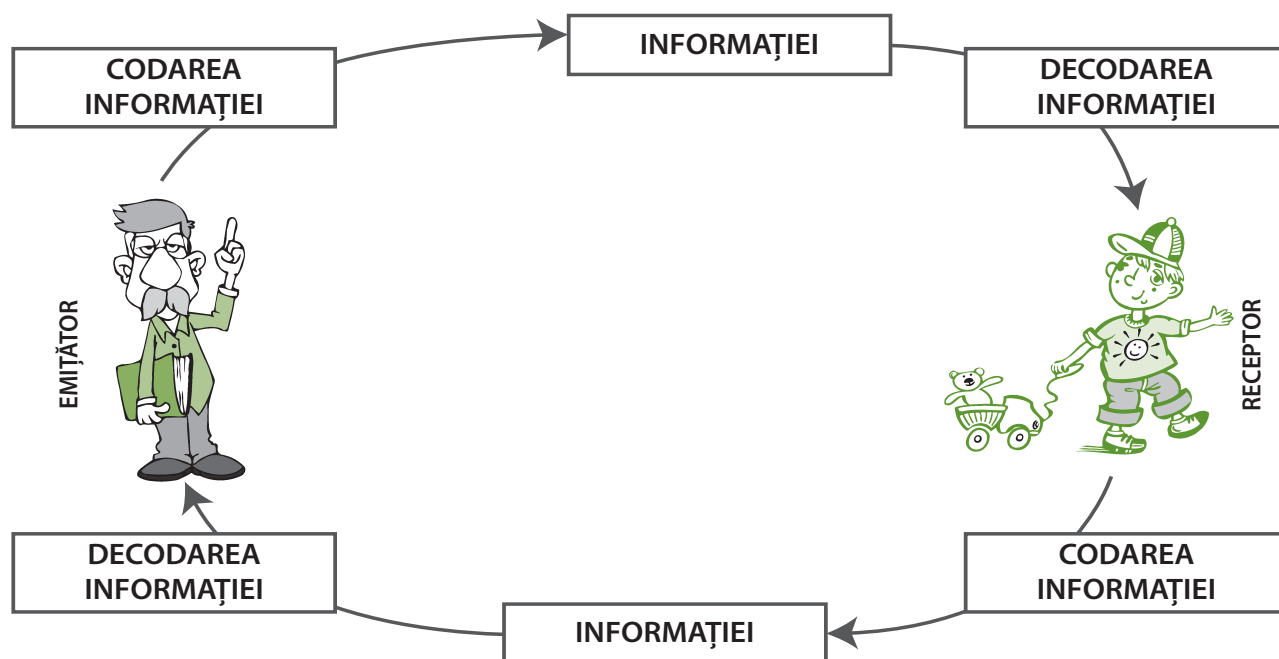 INFORMAȚIEI
CODAREA
INFORMAȚIEI
DECODAREA
INFORMAȚIEI
EMIȚĂTOR
RECEPTOR
DECODAREA
INFORMAȚIEI
CODAREA
INFORMAȚIEI
INFORMAȚIEI